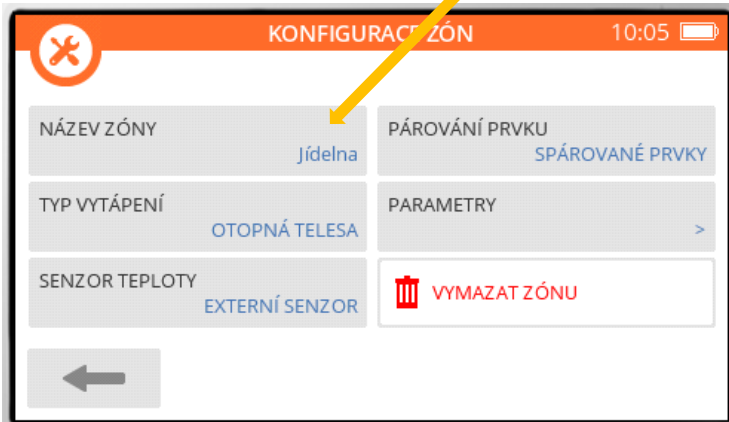 KONFIGURACE ZÓN
10:05
NÁZEV ZÓNY
Jídelna
PÁROVÁNÍ PRVKU
SPÁROVANÉ PRVKY
TYP VYTÁPENÍ
OTOPNÁ TELESA
PARAMETRY
>
SENZOR TEPLOTY
EXTERNÍ SENZOR
VYMAZAT ZÓNU